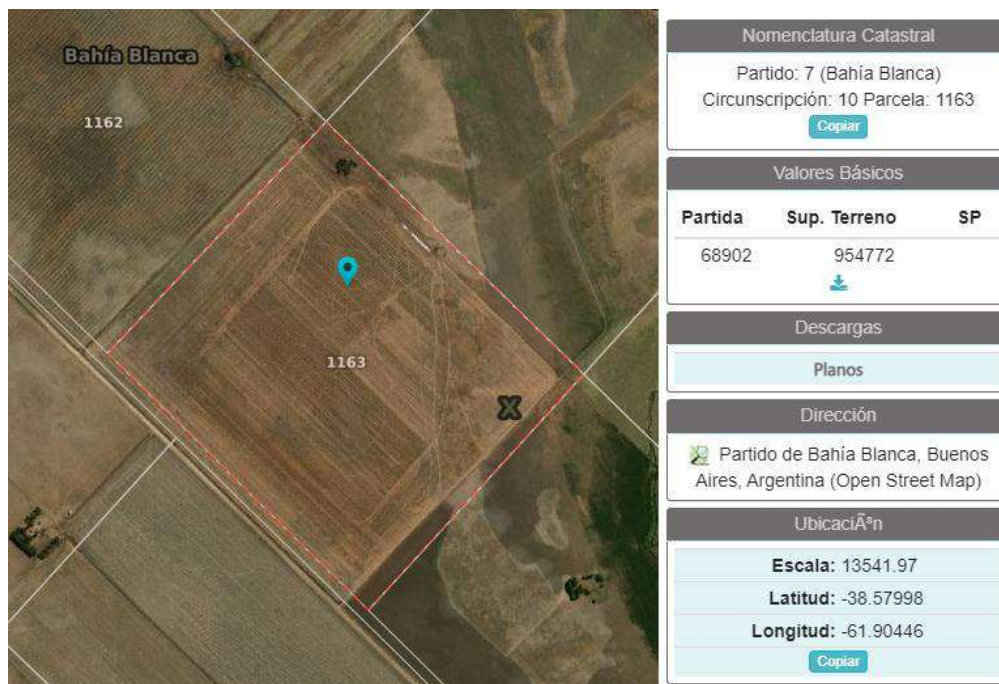 Bahía Blanca
1162
1163
X
Nomenclatura Catastral
Partido: 7 (Bahía Blanca)
Circunscripción: 10 Parcela: 1163
Copiar
Valores Básicos
Partida Sup. Terreno SP
68902 954772
Descargas
Planos
Dirección
Partido de Bahía Blanca, Buenos
Aires, Argentina (Open Street Map)
UbicaciÃ³n
Escala: 13541.97
Latitud: -38.57998
Longitud: -61.90446
Copiar